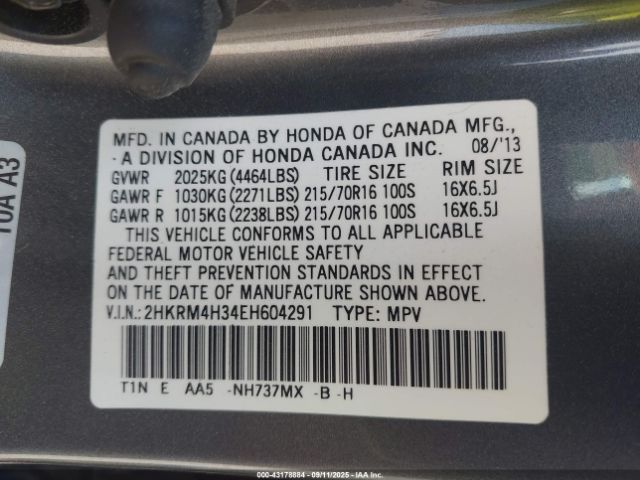 MFD. IN CANADA BY HONDA OF CANADA MFG.,
- A DIVISION OF HONDA CANADA INC. 08/'13
GVWR 2025KG (4464LBS) TIRE SIZE RIM SIZE
GAWR F 1030KG (2271LBS) 215/70R16 100S 16X6.5J
GAWR R 1015KG (2238LBS) 215/70R16 100S 16X6.5J
THIS VEHICLE CONFORMS TO ALL APPLICABLE
FEDERAL MOTOR VEHICLE SAFETY
AND THEFT PREVENTION STANDARDS IN EFFECT
ON THE DATE OF MANUFACTURE SHOWN ABOVE.
V.I.N.: 2HKRM4H34EH604291 TYPE: MPV
T1N E AA5 -NH737MX -B -H
10A A3
000-43178884 - 09/11/2025 - IAA Inc.